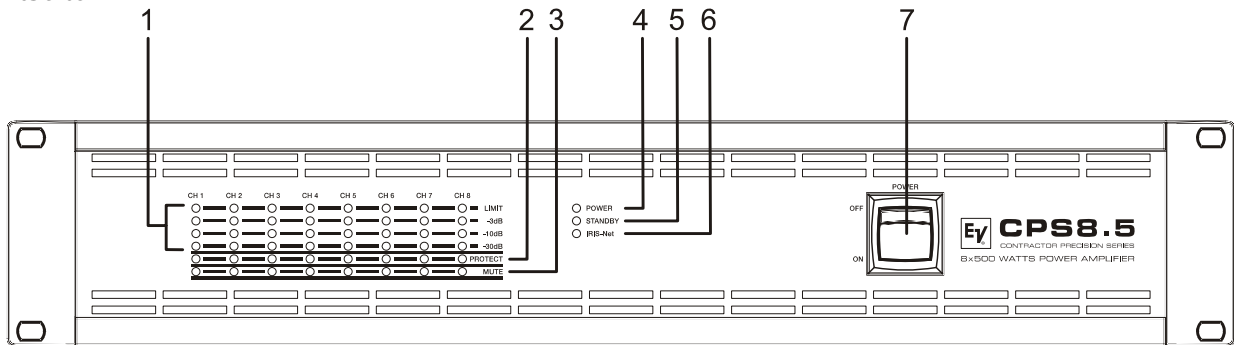 1 2 3 4 5 6 7
CH 1 CH 2 CH 3 CH 4 CH 5 CH 6 CH 7 CH 8
LIMIT
-3dB
-10dB
-30dB
PROTECT
MUTE
POWER
STANDBY
IRIS-Net
POWER
OFF
ON
EV CPS8.5
CONTRACTOR PRECISION SERIES
8x500 WATTS POWER AMPLIFIER